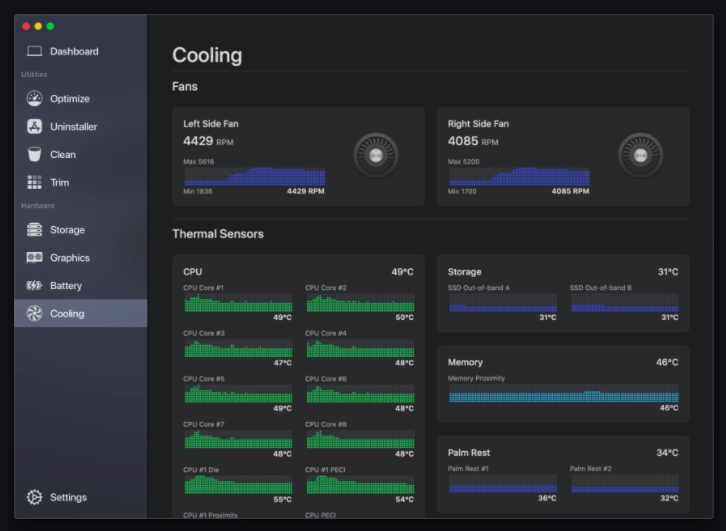 Dashboard
Utilities
Optimize
Uninstaller
Clean
Trim
Hardware
Storage
Graphics
Battery
Cooling
Settings
Cooling
Fans
Left Side Fan
4429 RPM
Max 5616
Min 1836 4429 RPM
Right Side Fan
4085 RPM
Max 5200
Min 1700 4085 RPM
Thermal Sensors
CPU 49°C
CPU Core #1 CPU Core #2
49°C 50°C
CPU Core #3 CPU Core #4
47°C 48°C
CPU Core #5 CPU Core #6
49°C 48°C
CPU Core #7 CPU Core #8
48°C 48°C
CPU #1 Die CPU #1 PECI
55°C 54°C
CPU #1 Proximity CPU PECI
Storage 31°C
SSD Out-of-band A SSD Out-of-band B
31°C 31°C
Memory 46°C
Memory Proximity
46°C
Palm Rest 34°C
Palm Rest #1 Palm Rest #2
36°C 32°C